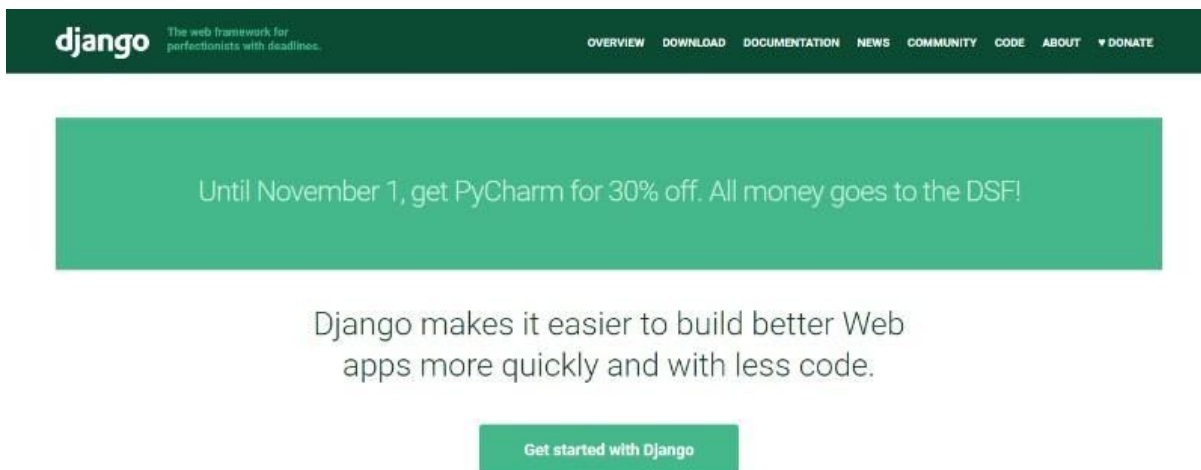 django
The web framework for
perfectionists with deadlines.
OVERVIEW DOWNLOAD DOCUMENTATION NEWS COMMUNITY CODE ABOUT ♥ DONATE
Until November 1, get PyCharm for 30% off. All money goes to the DSF!
Django makes it easier to build better Web
apps more quickly and with less code.
Get started with Django